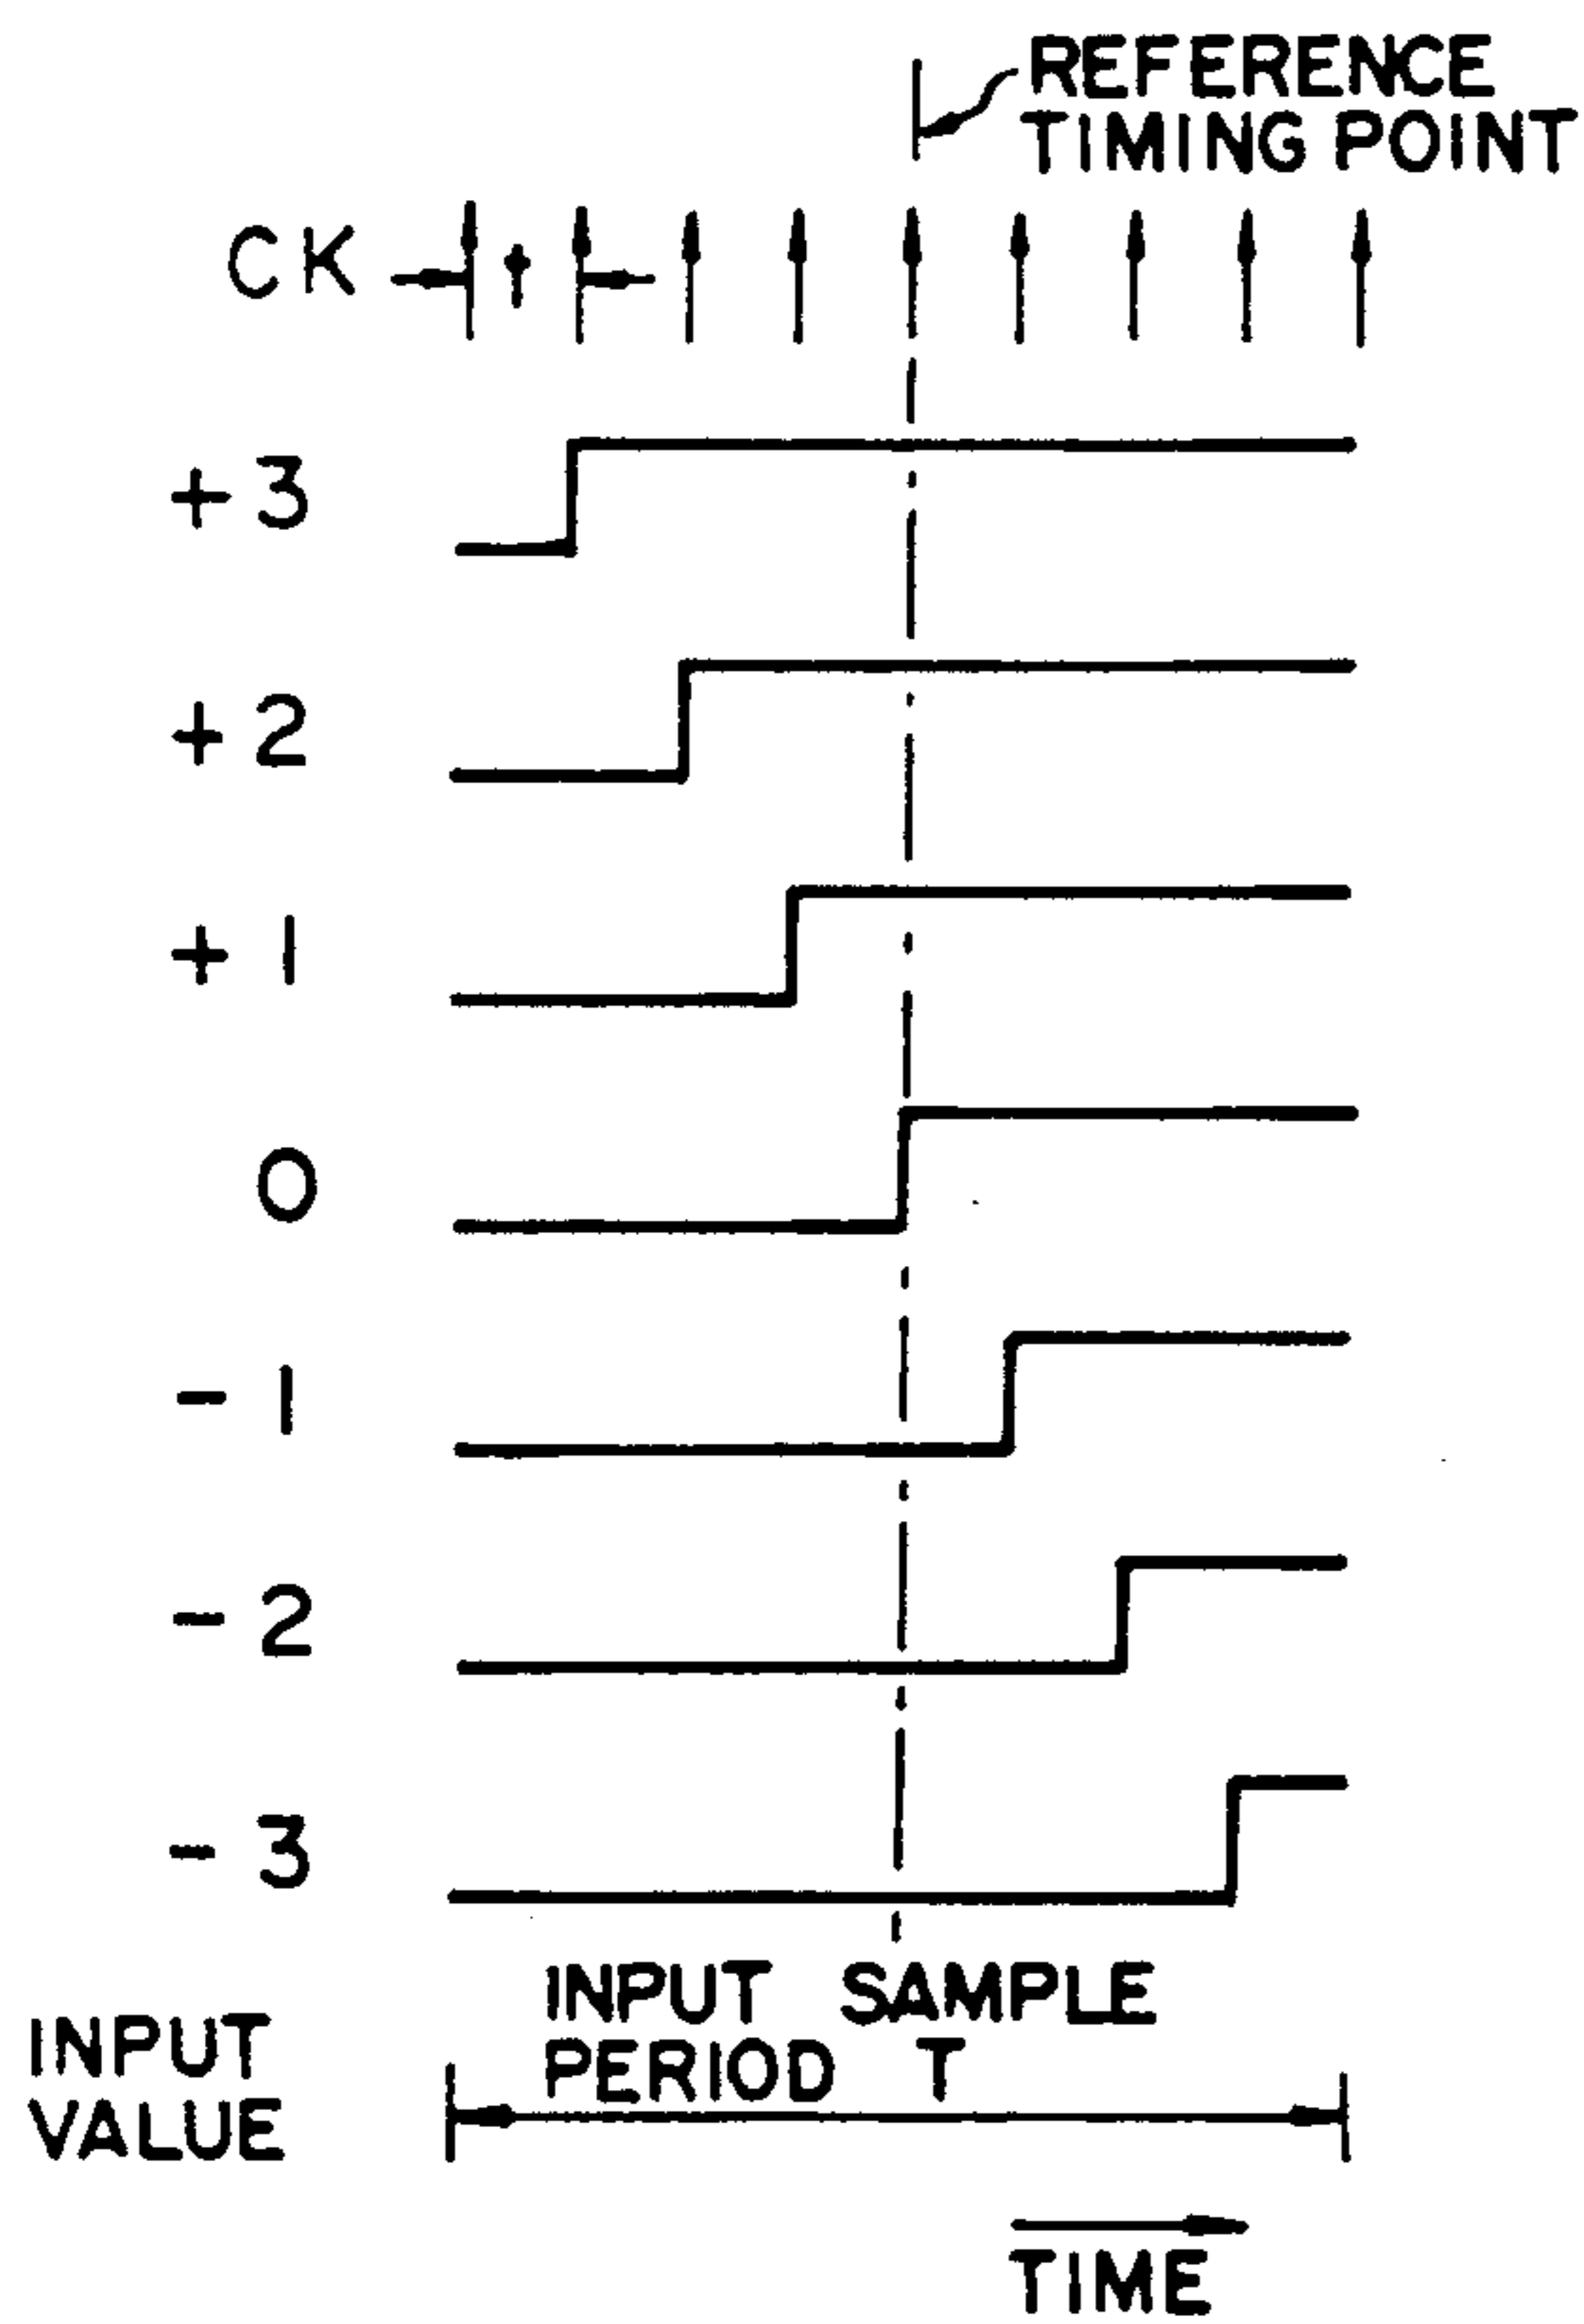 REFERENCE
TIMING POINT
CK
t
+3
+2
+1
0
-1
-2
-3
INPUT SAMPLE
PERIOD T
INPUT
VALUE
TIME